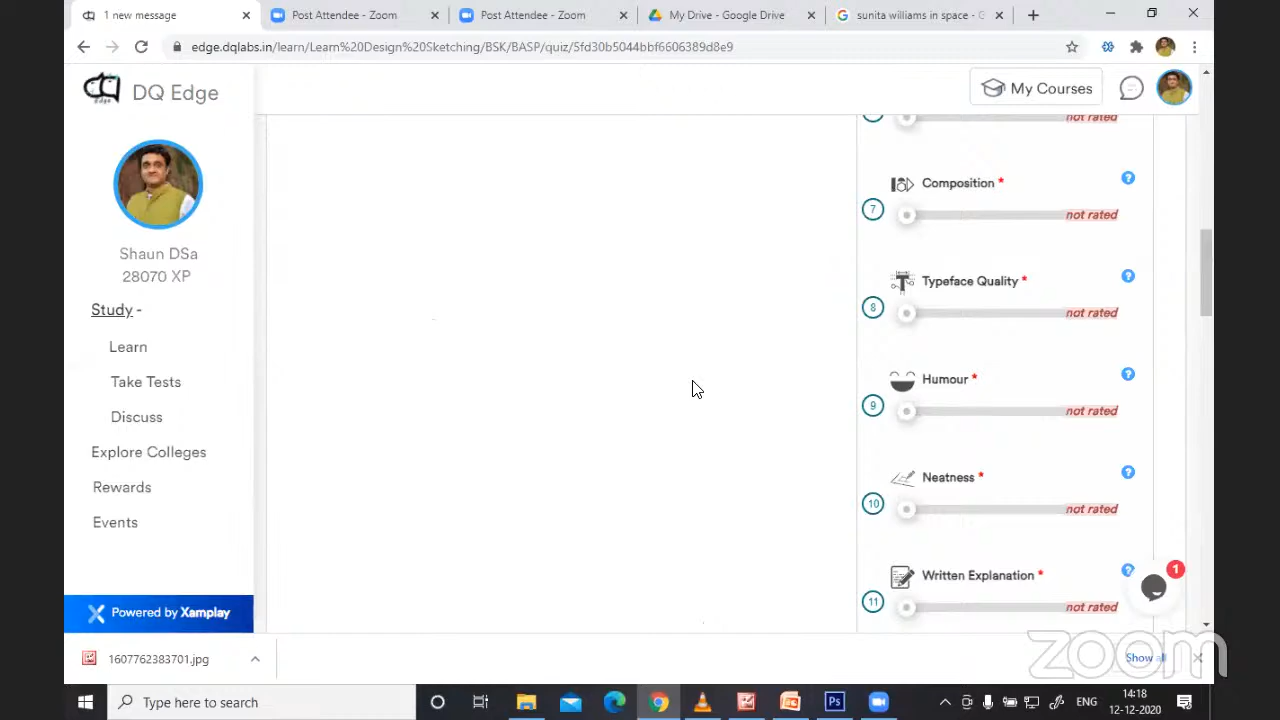 1 new message
Post Attendee - Zoom
Post Attendee - Zoom
My Drive - Google Drive
sunita williams in space - G
edge.dqlabs.in/learn/Learn%20Design%20Sketching/BSK/BASP/quiz/5fd30b5044bbf6606389d8e9
DQ Edge
My Courses
Shaun DSa
28070 XP
Study -
Learn
Take Tests
Discuss
Explore Colleges
Rewards
Events
Powered by Xamplay
not rated
Composition *
?
7
not rated
Typeface Quality *
?
8
not rated
Humour *
?
9
not rated
Neatness *
?
10
not rated
Written Explanation *
?
11
not rated
1
1607762383701.jpg
Show all
zoom
Type here to search
Ps
ENG
14:18
12-12-2020